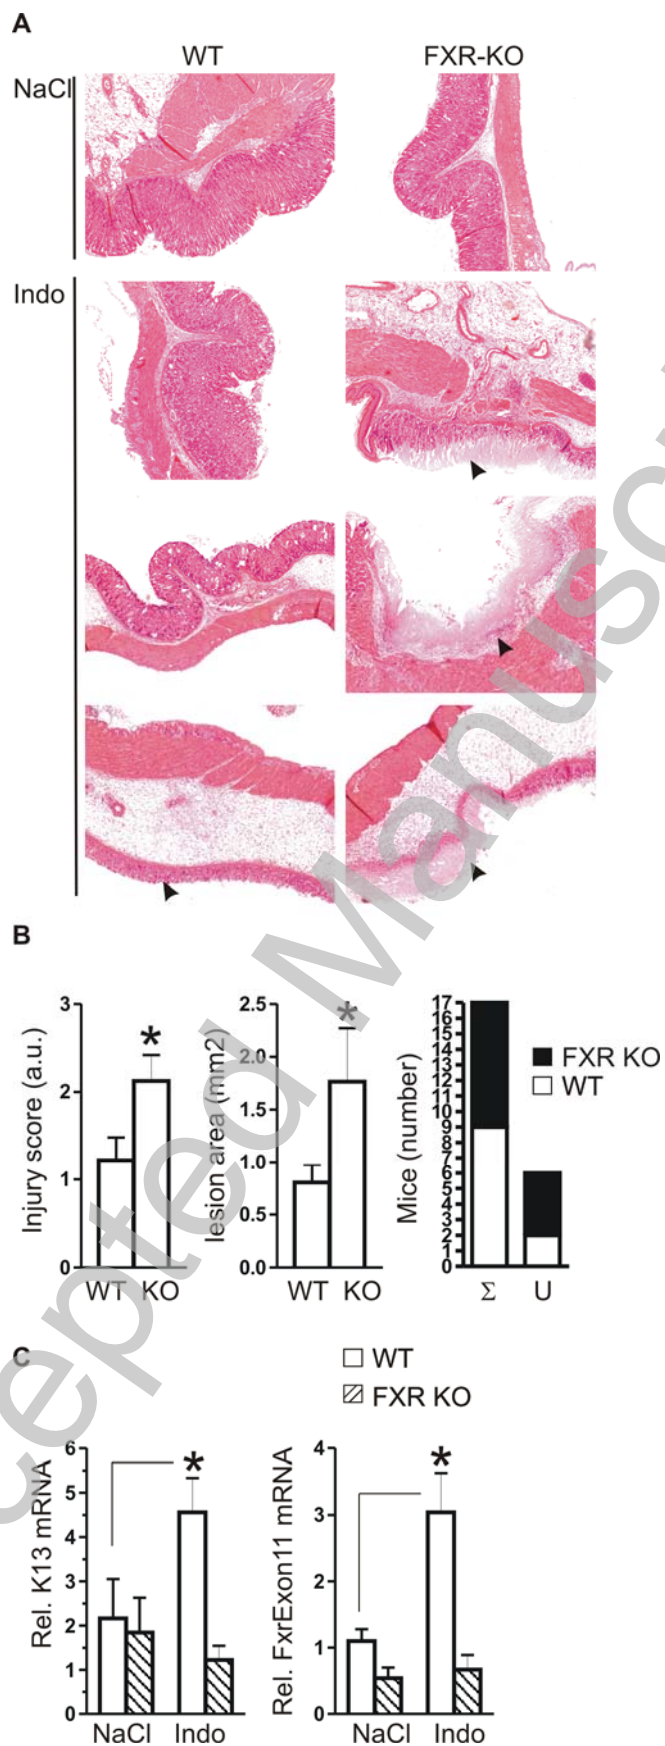 A
WT FXR-KO
NaCl
Indo
cepted Manusc
B
Injury score (a.u.)
3
2
1
0
*
WT KO
lesion area (mm2)
2.5
2.0
1.5
1.0
0.5
0.0
*
WT KO
Mice (number)
17
16
15
14
13
12
11
10
9
8
7
6
5
4
3
2
1
0
Σ U
FXR KO
WT
C
WT
FXR KO
Rel. K13 mRNA
6
5
4
3
2
1
0
*
NaCl Indo
Rel. FxrExon11 mRNA
4
3
2
1
0
*
NaCl Indo